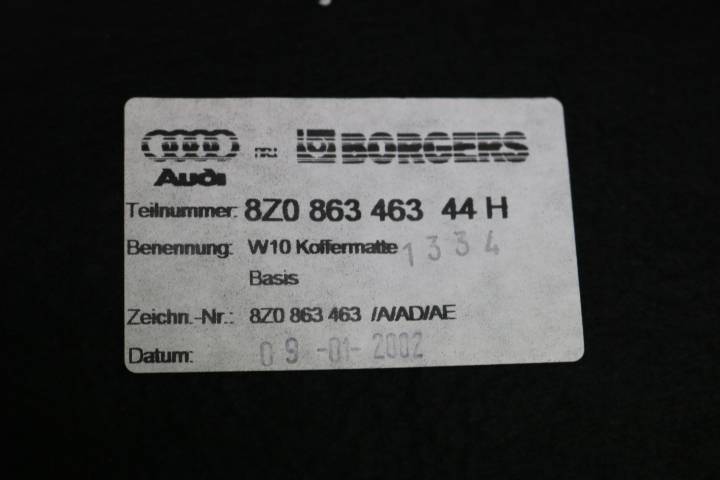 BORGERS
Audi
Teilnummer: 8Z0 863 463 44 H
Benennung: W10 Koffermatte 1334
Basis
Zeichn.-Nr.: 8Z0 863 463 /A/AD/AE
Datum: 09-01-2002